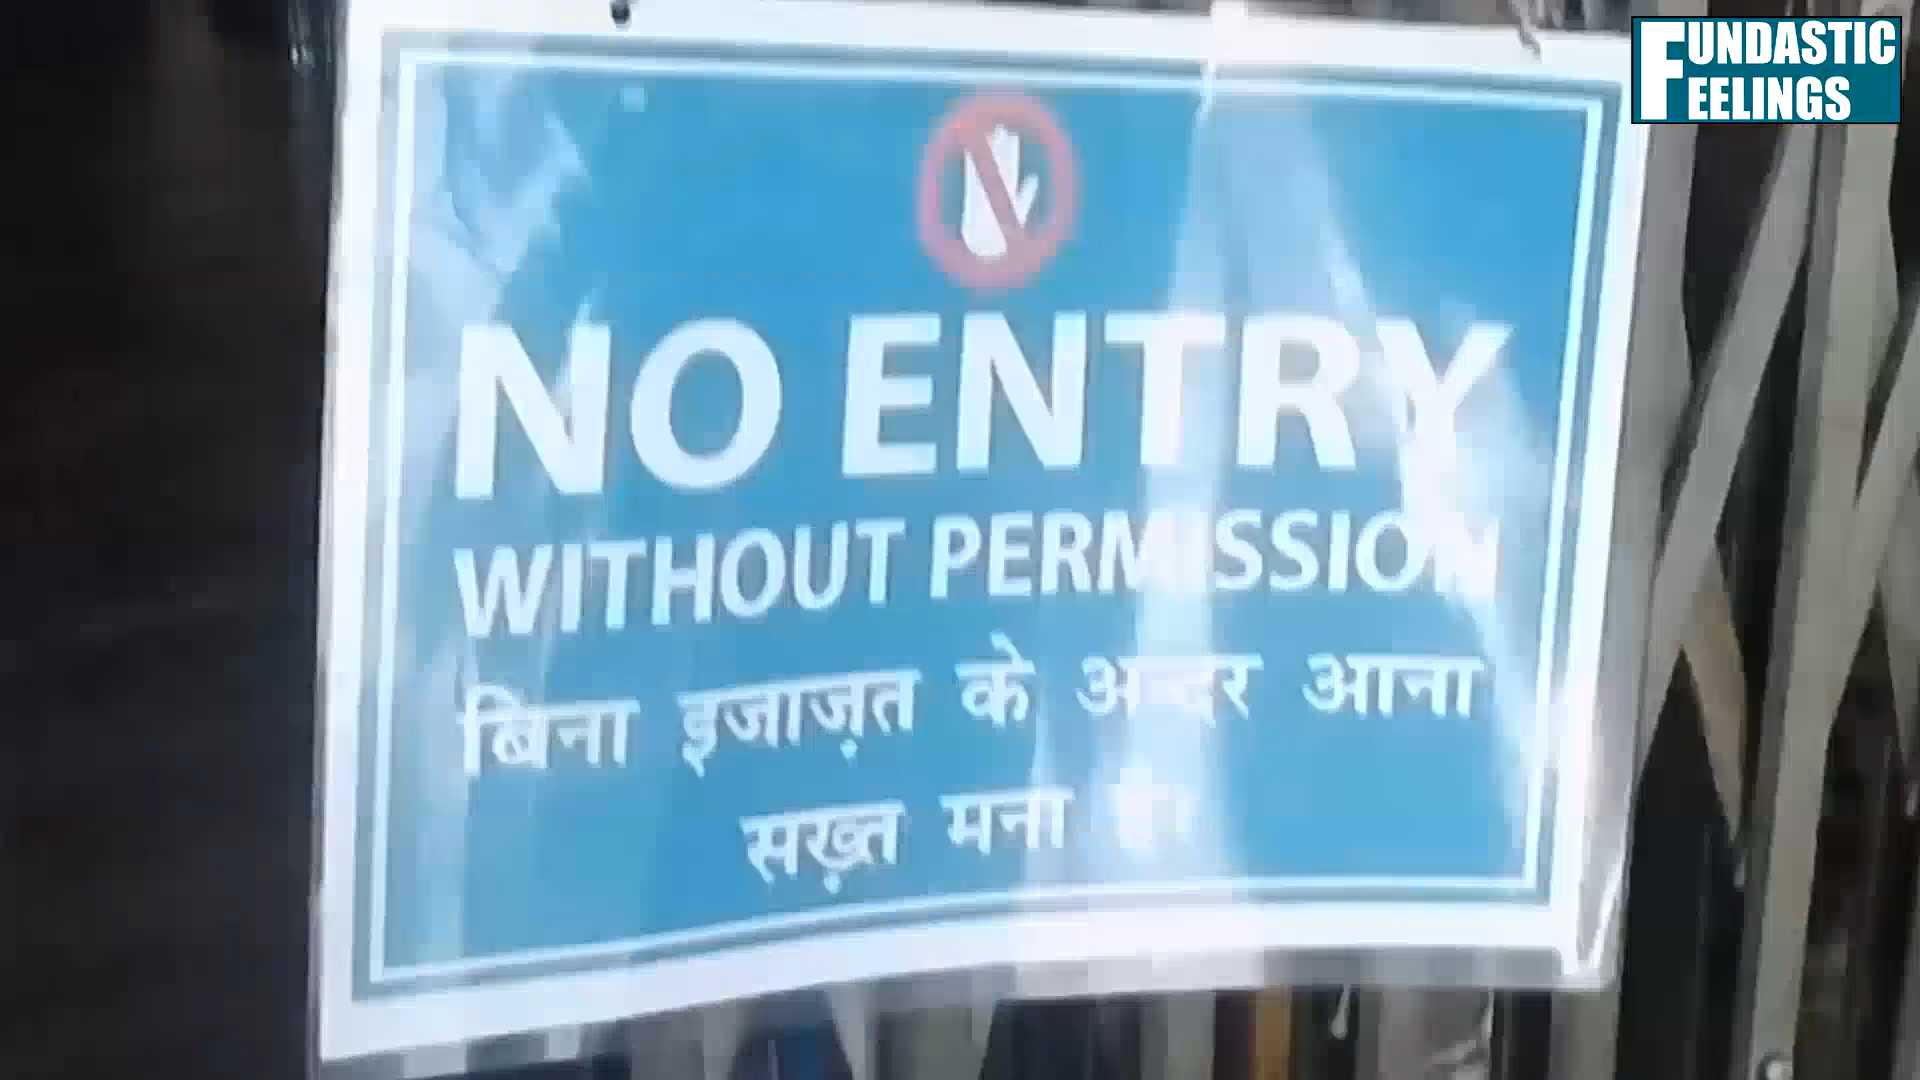 FUNDASTIC
FEELINGS
NO ENTRY
WITHOUT PERMISSION
बिना इजाज़त के अन्दर आना
सख़्त मना है।